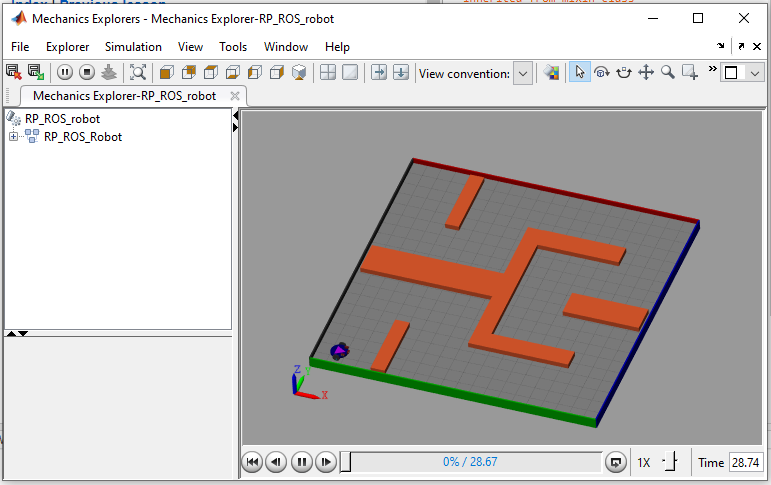 Index | Previous lesson
inherited from mixin class
Mechanics Explorers - Mechanics Explorer-RP_ROS_robot
File Explorer Simulation View Tools Window Help
View convention:
Mechanics Explorer-RP_ROS_robot
RP_ROS_robot
RP_ROS_Robot
Z
Y
X
0% / 28.67
1X
Time 28.74